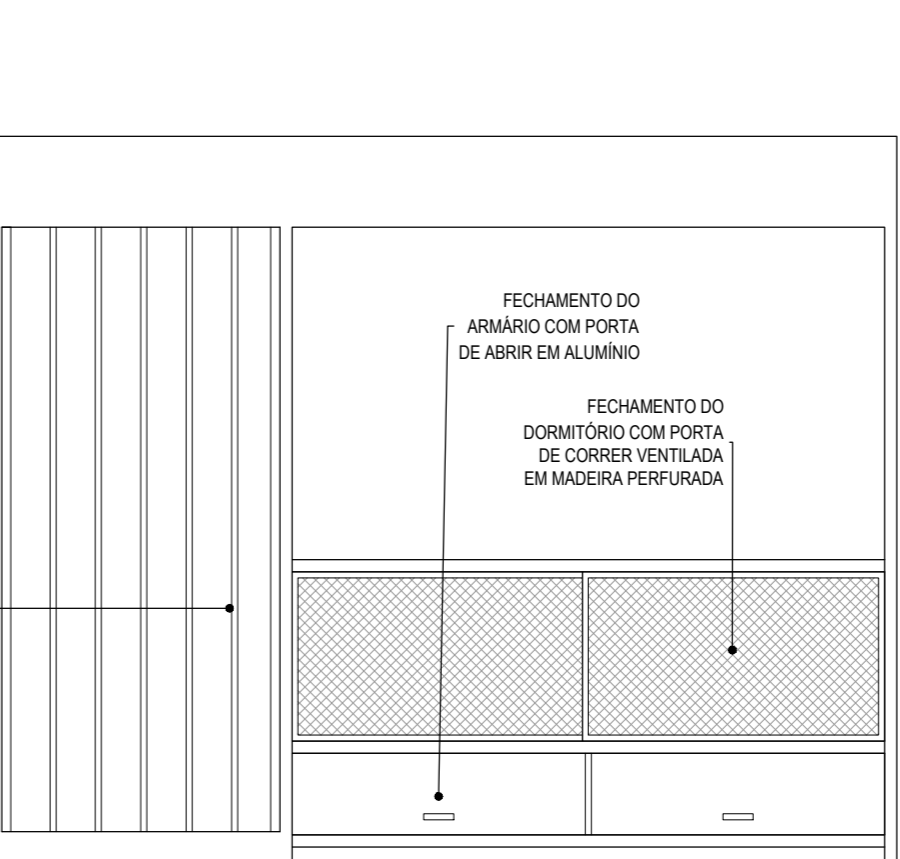 FECHAMENTO DO
ARMÁRIO COM PORTA
DE ABRIR EM ALUMÍNIO
FECHAMENTO DO
DORMITÓRIO COM PORTA
DE CORRER VENTILADA
EM MADEIRA PERFURADA